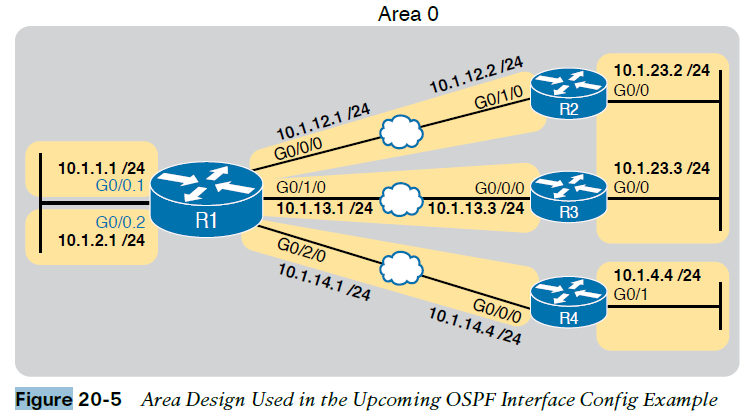 Area 0
10.1.1.1 /24
G0/0.1
G0/0.2
10.1.2.1 /24
R1
10.1.12.1 /24
G0/0/0
10.1.12.2 /24
G0/1/0
R2
10.1.23.2 /24
G0/0
G0/1/0
10.1.13.1 /24
G0/0/0
10.1.13.3 /24
R3
10.1.23.3 /24
G0/0
G0/2/0
10.1.14.1 /24
G0/0/0
10.1.14.4 /24
R4
10.1.4.4 /24
G0/1
Figure 20-5 Area Design Used in the Upcoming OSPF Interface Config Example